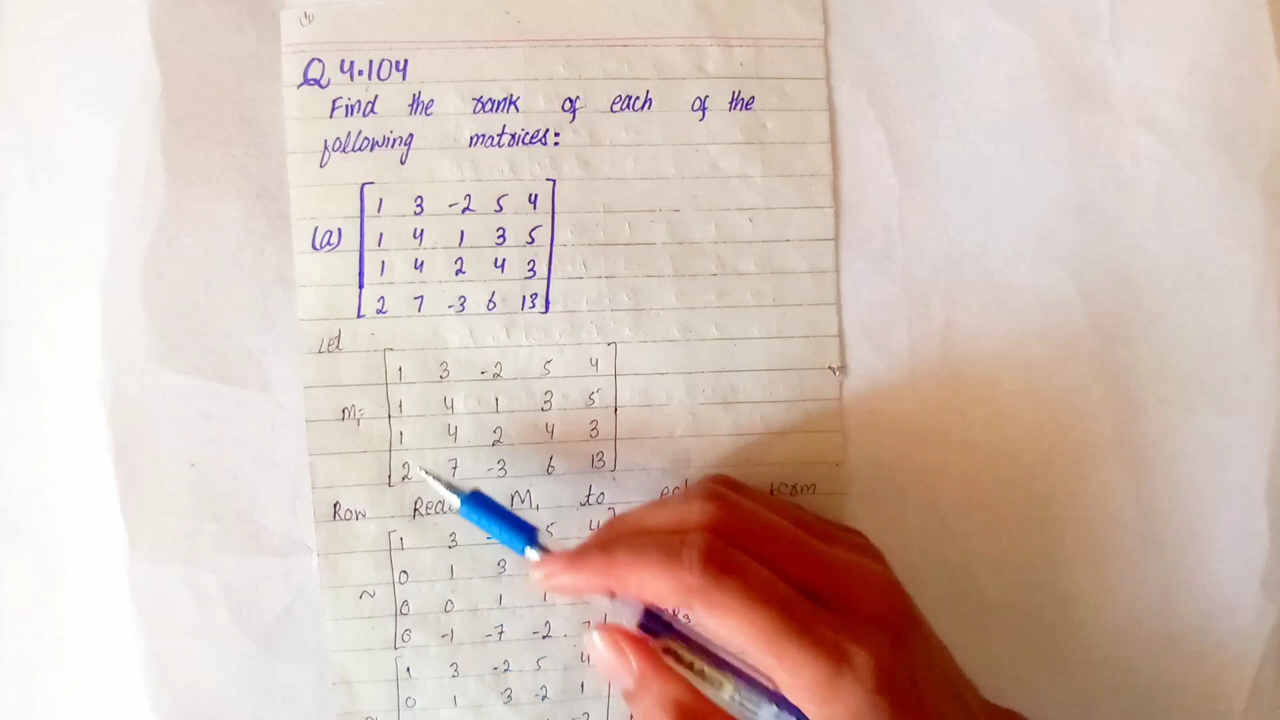 Q 4.104
Find the rank of each of the
following matrices:
(a) 1 3 -2 5 4
1 4 1 3 5
1 4 2 4 3
2 7 -3 6 13
Let
M₁= 1 3 -2 5 4
1 4 1 3 5
1 4 2 4 3
2 7 -3 6 13
Row M₁ to
1 3 5 4
0 1 3
~ 0 0 1 1
0 -1 -7 -2
1 3 -2 5 4
0 1 3 -2 1
~